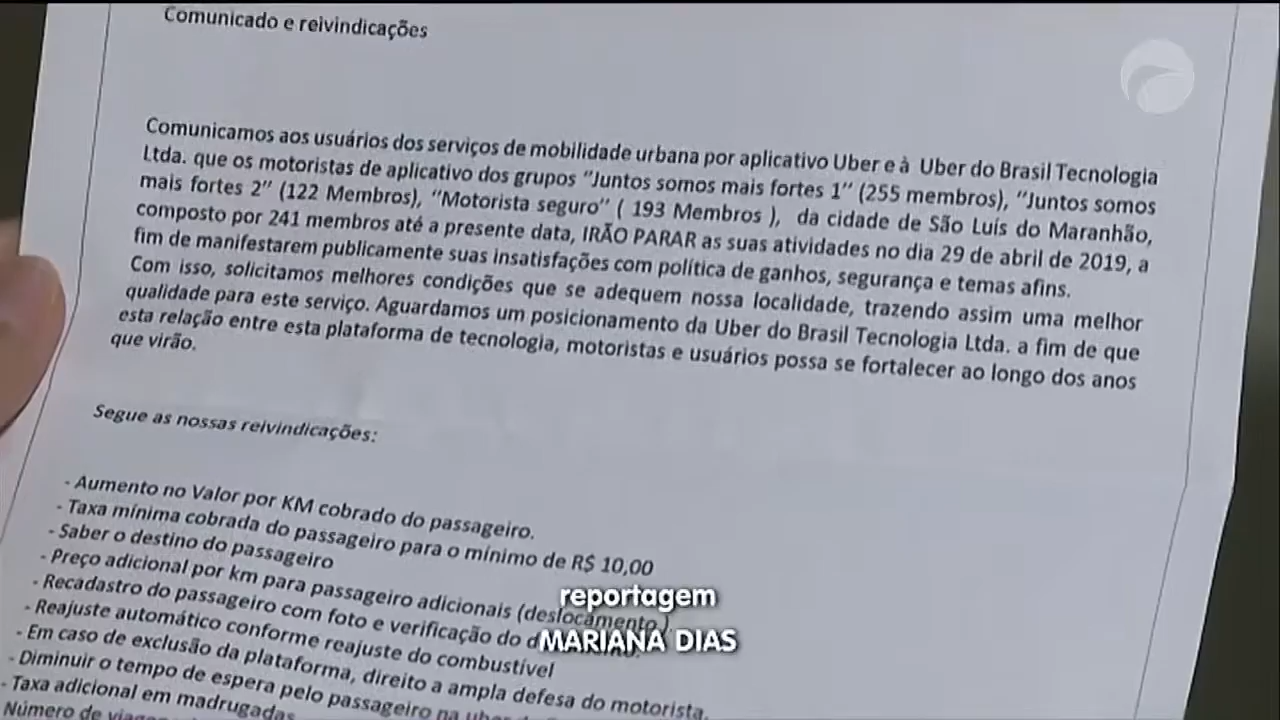 Comunicado e reivindicações
Comunicamos aos usuários dos serviços de mobilidade urbana por aplicativo Uber e à Uber do Brasil Tecnologia
Ltda. que os motoristas de aplicativo dos grupos “Juntos somos mais fortes 1” (255 membros), “Juntos somos
mais fortes 2” (122 Membros), “Motorista seguro” ( 193 Membros ), da cidade de São Luís do Maranhão,
composto por 241 membros até a presente data, IRÃO PARAR as suas atividades no dia 29 de abril de 2019, a
fim de manifestarem publicamente suas insatisfações com política de ganhos, segurança e temas afins.
Com isso, solicitamos melhores condições que se adequem nossa localidade, trazendo assim uma melhor
qualidade para este serviço. Aguardamos um posicionamento da Uber do Brasil Tecnologia Ltda. a fim de que
esta relação entre esta plataforma de tecnologia, motoristas e usuários possa se fortalecer ao longo dos anos
que virão.
Segue as nossas reivindicações:
- Aumento no Valor por KM cobrado do passageiro.
- Taxa mínima cobrada do passageiro para o mínimo de R$ 10,00
- Saber o destino do passageiro
- Preço adicional por km para passageiro adicionais (deslocamento )
- Recadastro do passageiro com foto e verificação do
- Reajuste automático conforme reajuste do combustível
- Em caso de exclusão da plataforma, direito a ampla defesa do motorista.
- Diminuir o tempo de espera pelo passageiro na uber
- Taxa adicional em madrugadas
Número de
reportagem
MARIANA DIAS